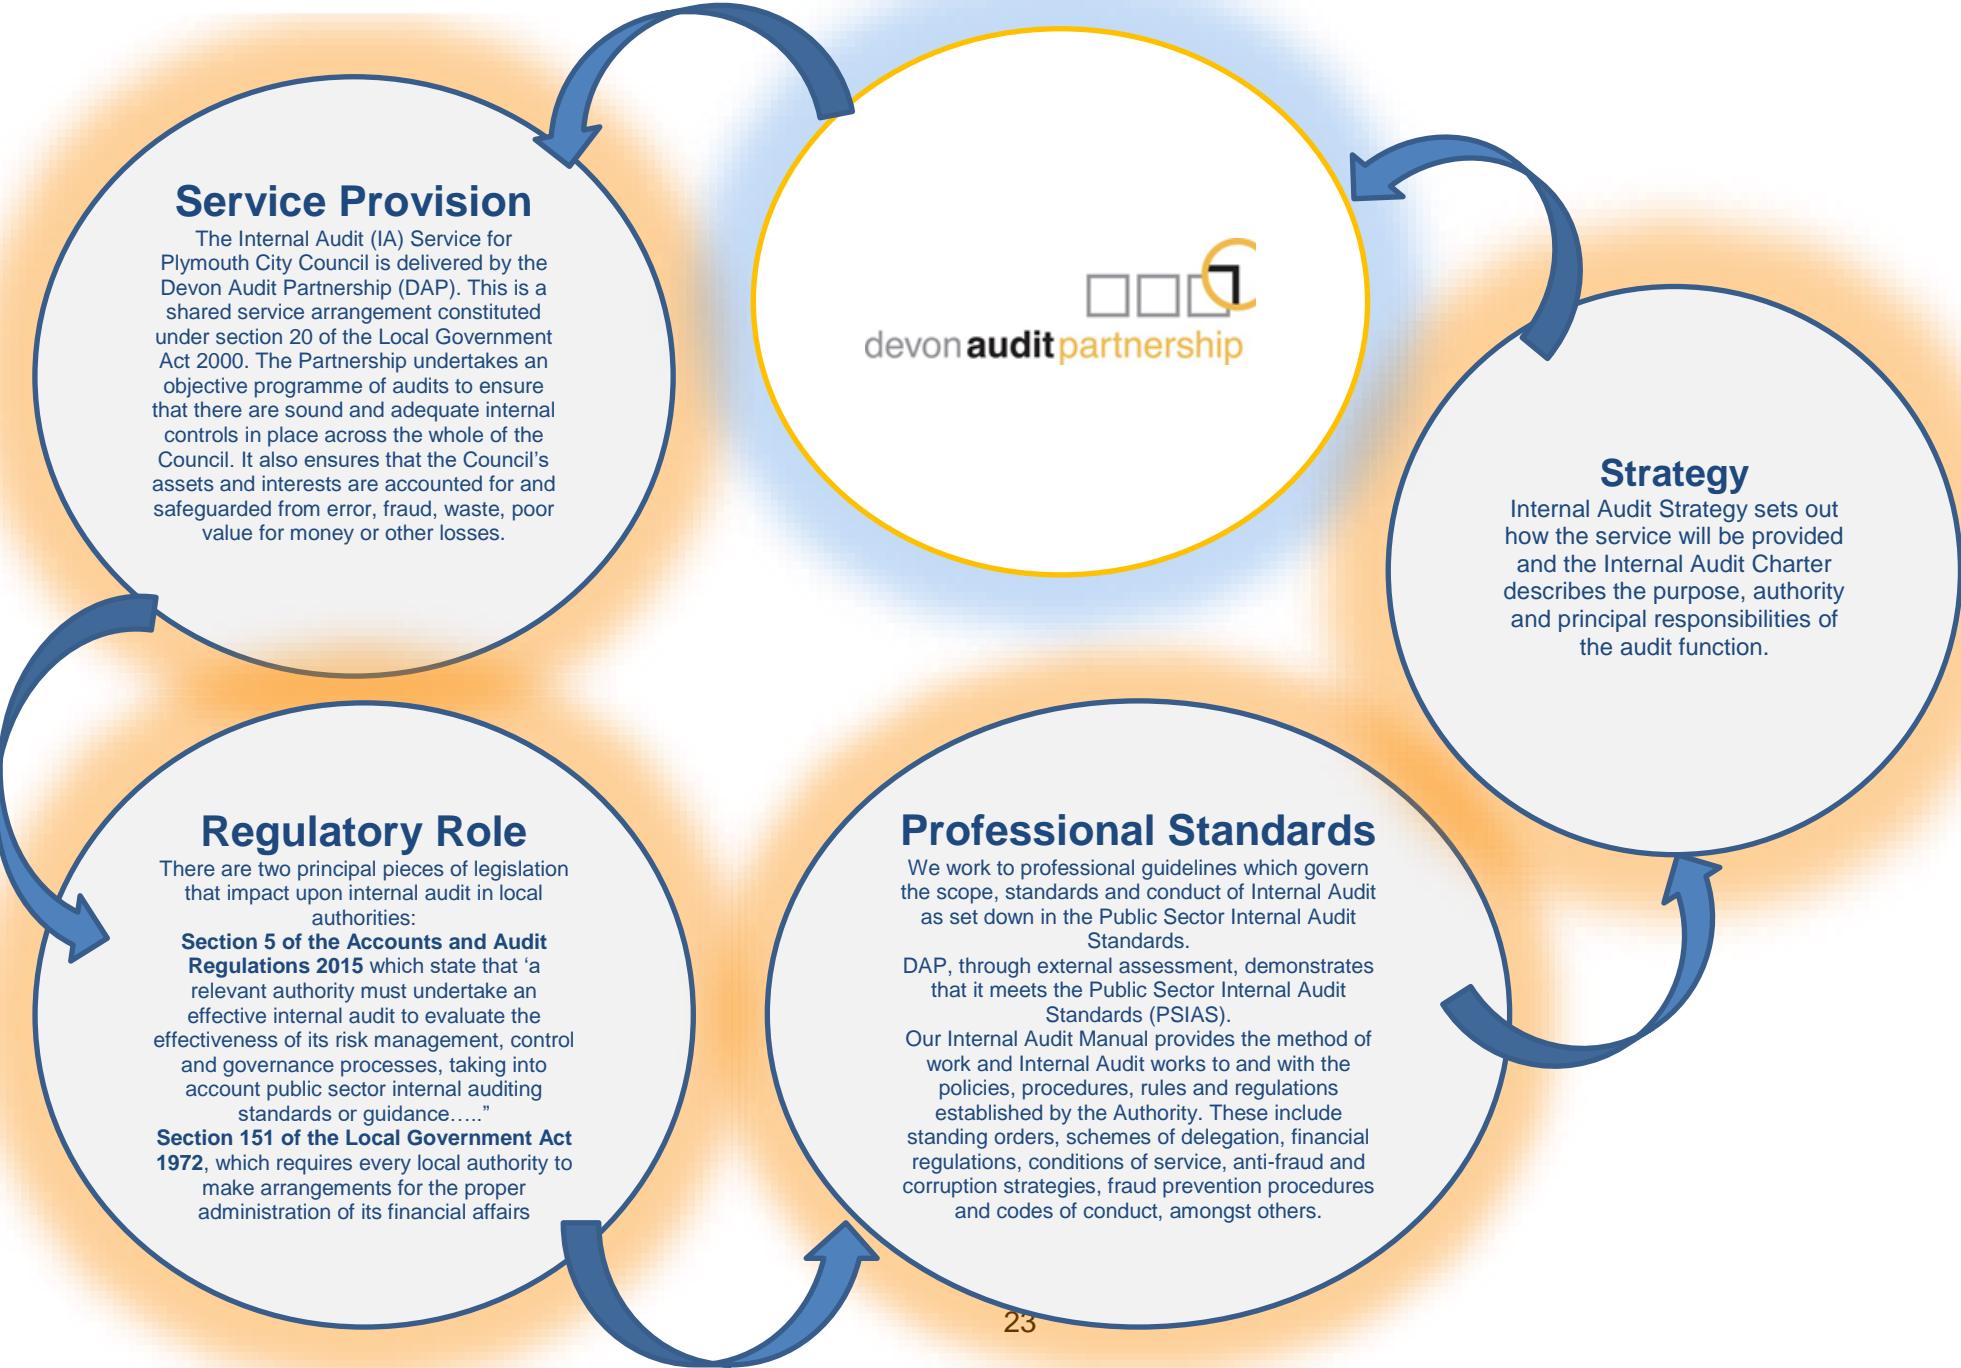 Service Provision
The Internal Audit (IA) Service for
Plymouth City Council is delivered by the
Devon Audit Partnership (DAP). This is a
shared service arrangement constituted
under section 20 of the Local Government
Act 2000. The Partnership undertakes an
objective programme of audits to ensure
that there are sound and adequate internal
controls in place across the whole of the
Council. It also ensures that the Council’s
assets and interests are accounted for and
safeguarded from error, fraud, waste, poor
value for money or other losses.
devon audit partnership
Strategy
Internal Audit Strategy sets out
how the service will be provided
and the Internal Audit Charter
describes the purpose, authority
and principal responsibilities of
the audit function.
Regulatory Role
There are two principal pieces of legislation
that impact upon internal audit in local
authorities:
Section 5 of the Accounts and Audit
Regulations 2015 which state that ‘a
relevant authority must undertake an
effective internal audit to evaluate the
effectiveness of its risk management, control
and governance processes, taking into
account public sector internal auditing
standards or guidance…..”
Section 151 of the Local Government Act
1972, which requires every local authority to
make arrangements for the proper
administration of its financial affairs
Professional Standards
We work to professional guidelines which govern
the scope, standards and conduct of Internal Audit
as set down in the Public Sector Internal Audit
Standards.
DAP, through external assessment, demonstrates
that it meets the Public Sector Internal Audit
Standards (PSIAS).
Our Internal Audit Manual provides the method of
work and Internal Audit works to and with the
policies, procedures, rules and regulations
established by the Authority. These include
standing orders, schemes of delegation, financial
regulations, conditions of service, anti-fraud and
corruption strategies, fraud prevention procedures
and codes of conduct, amongst others.
23